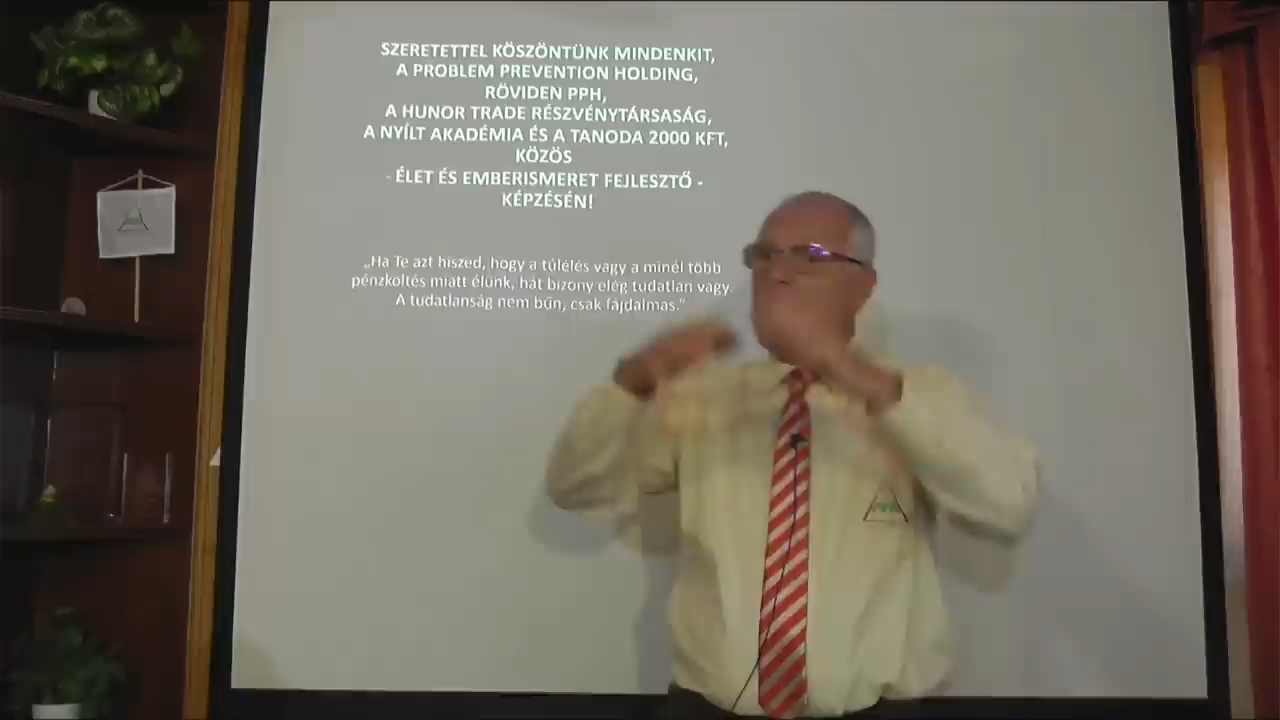 SZERETETTEL KÖSZÖNTÜNK MINDENKIT,
A PROBLEM PREVENTION HOLDING,
RÖVIDEN PPH,
A HUNOR TRADE RÉSZVÉNYTÁRSASÁG,
A NYÍLT AKADÉMIA ÉS A TANODA 2000 KFT,
KÖZÖS
- ÉLET ÉS EMBERISMERET FEJLESZTŐ -
KÉPZÉSÉN!
„Ha Te azt hiszed, hogy a túlélés vagy a minél több
pénzköltés miatt élünk, hát bizony elég tudatlan vagy.
A tudatlanság nem bűn, csak fájdalmas.”